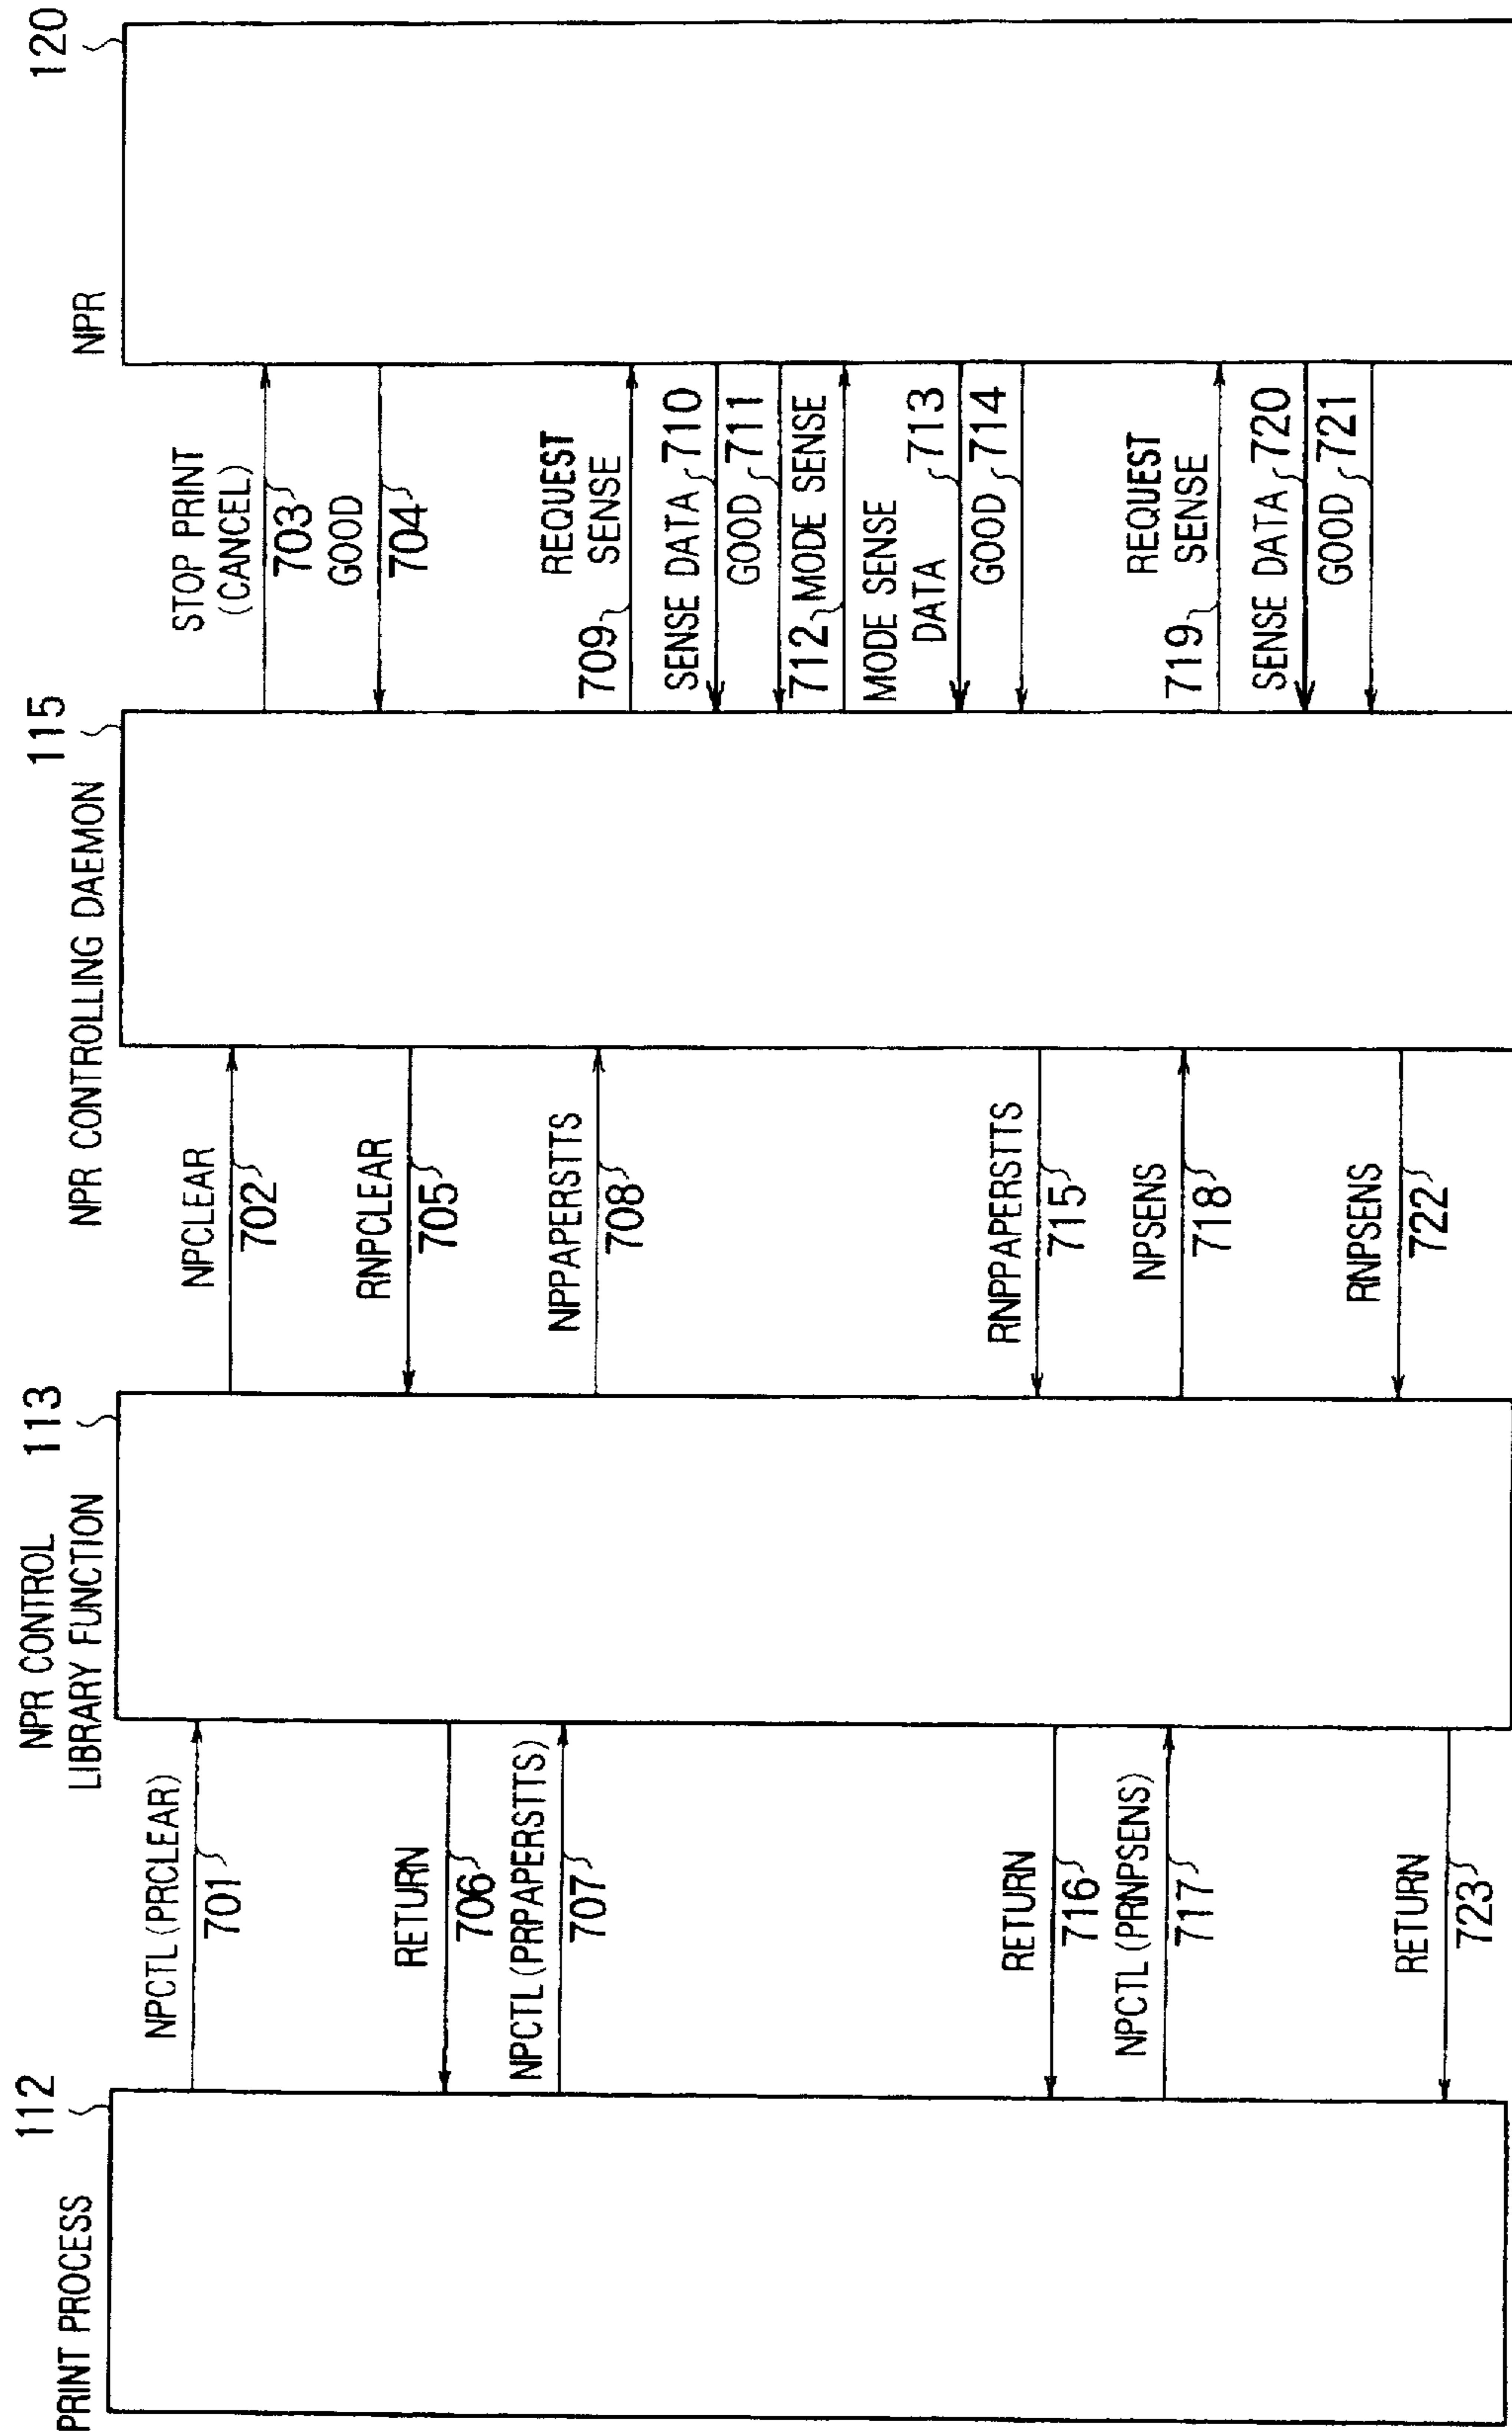 PRINT PROCESS
112
NPR CONTROL
LIBRARY FUNCTION
113
NPR CONTROLLING DAEMON
115
NPR
120
NPCTL (PRCLEAR)
701
NPCLEAR
702
STOP PRINT
(CANCEL)
703
GOOD
704
RNPCLEAR
705
RETURN
706
NPCTL (PRPAPERSTTS)
707
NPPAPERSTTS
708
REQUEST
SENSE
709
SENSE DATA
710
GOOD
711
712
MODE SENSE
MODE SENSE
DATA
713
GOOD
714
RNPPAPERSTTS
715
RETURN
716
NPCTL (PRNPSENS)
717
NPSENS
718
REQUEST
SENSE
719
SENSE DATA
720
GOOD
721
RNPSENS
722
RETURN
723